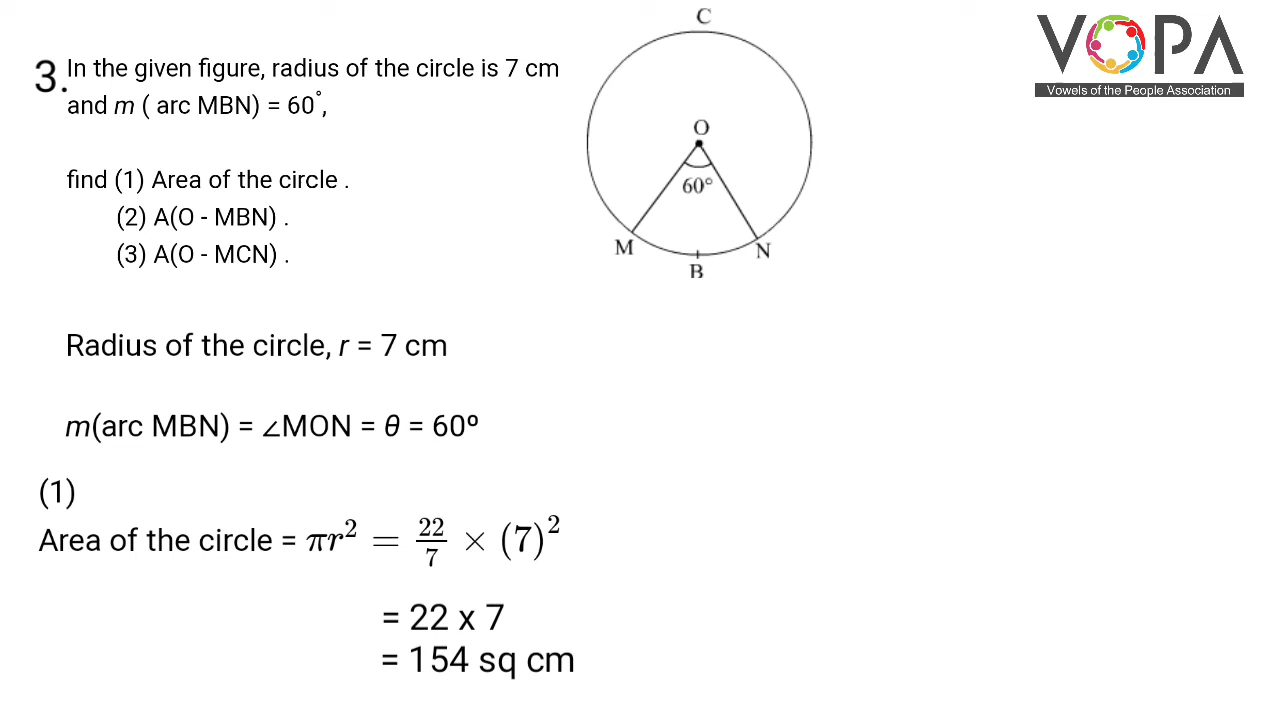 VOPA
Vowels of the People Association
3. In the given figure, radius of the circle is 7 cm
and m ( arc MBN) = 60°,
find (1) Area of the circle .
(2) A(O - MBN) .
(3) A(O - MCN) .
C
O
60°
M
N
B
Radius of the circle, r = 7 cm
m(arc MBN) = ∠MON = θ = 60º
(1)
Area of the circle = πr² = 22/7 × (7)²
= 22 x 7
= 154 sq cm